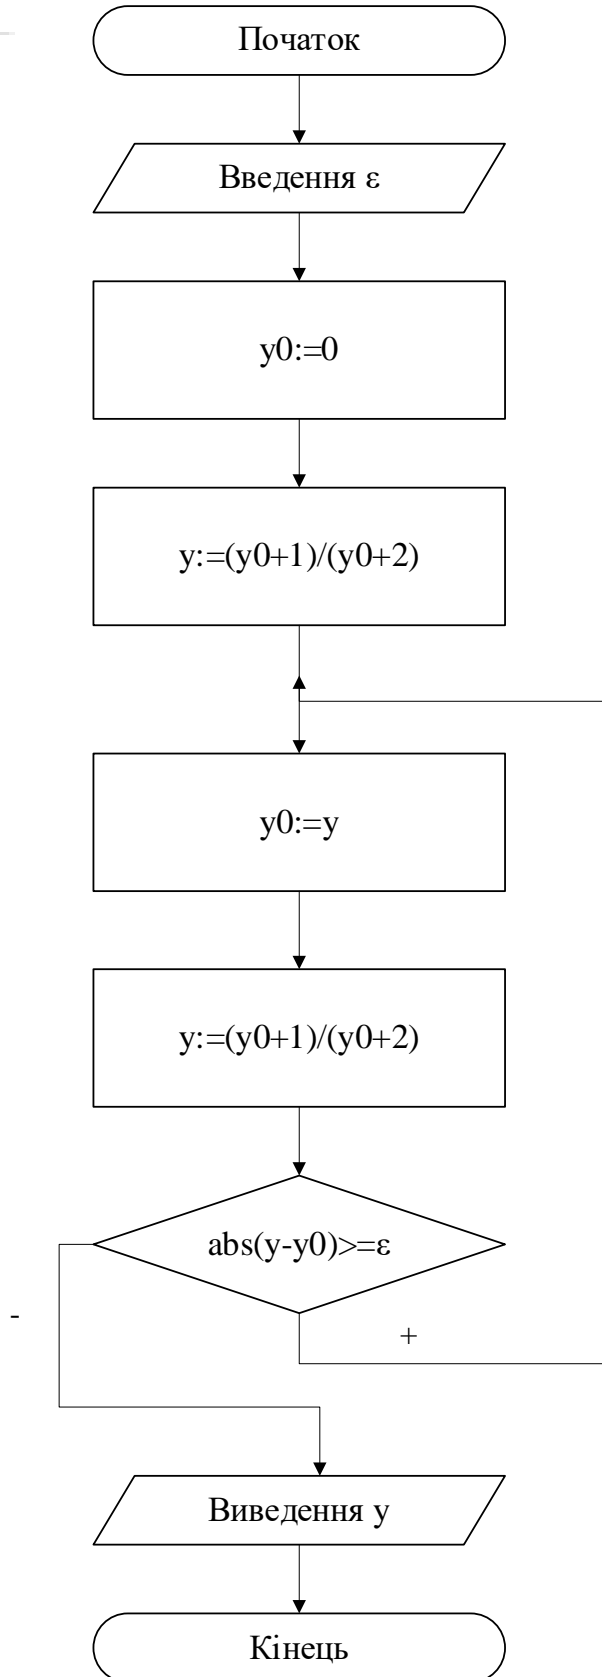 Початок
Введення ε
y0:=0
y:=(y0+1)/(y0+2)
y0:=y
y:=(y0+1)/(y0+2)
abs(y-y0)>=ε
-
+
Виведення y
Кінець